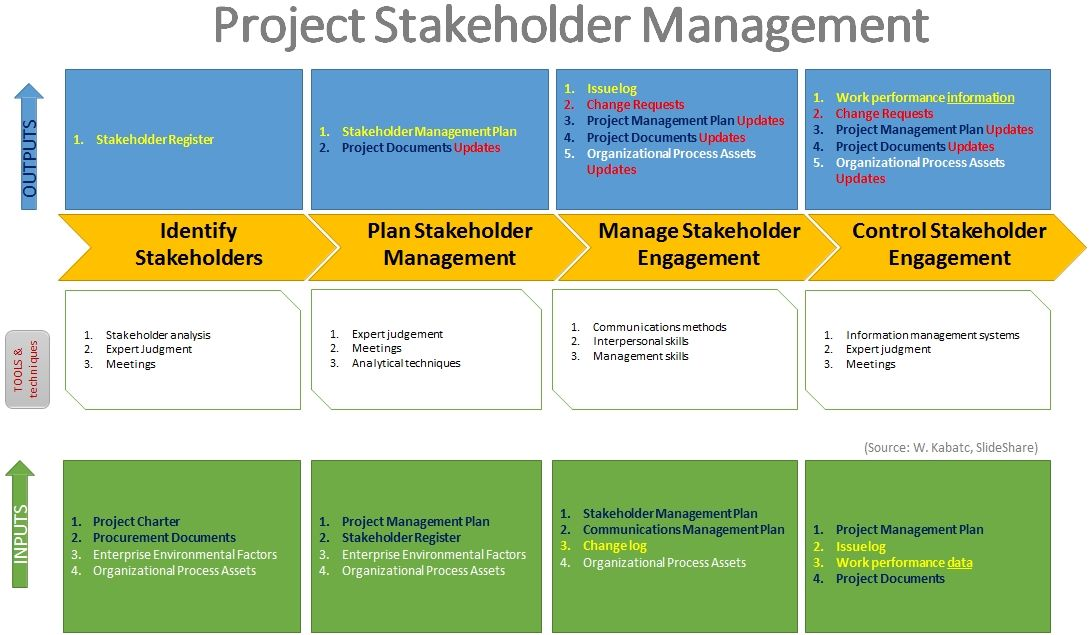 Project Stakeholder Management
OUTPUTS
1. Stakeholder Register
1. Stakeholder Management Plan
2. Project Documents Updates
1. Issue log
2. Change Requests
3. Project Management Plan Updates
4. Project Documents Updates
5. Organizational Process Assets
Updates
1. Work performance information
2. Change Requests
3. Project Management Plan Updates
4. Project Documents Updates
5. Organizational Process Assets
Updates
Identify
Stakeholders
Plan Stakeholder
Management
Manage Stakeholder
Engagement
Control Stakeholder
Engagement
TOOLS &
techniques
1. Stakeholder analysis
2. Expert Judgment
3. Meetings
1. Expert judgement
2. Meetings
3. Analytical techniques
1. Communications methods
2. Interpersonal skills
3. Management skills
1. Information management systems
2. Expert judgment
3. Meetings
(Source: W. Kabatc, SlideShare)
INPUTS
1. Project Charter
2. Procurement Documents
3. Enterprise Environmental Factors
4. Organizational Process Assets
1. Project Management Plan
2. Stakeholder Register
3. Enterprise Environmental Factors
4. Organizational Process Assets
1. Stakeholder Management Plan
2. Communications Management Plan
3. Change log
4. Organizational Process Assets
1. Project Management Plan
2. Issue log
3. Work performance data
4. Project Documents